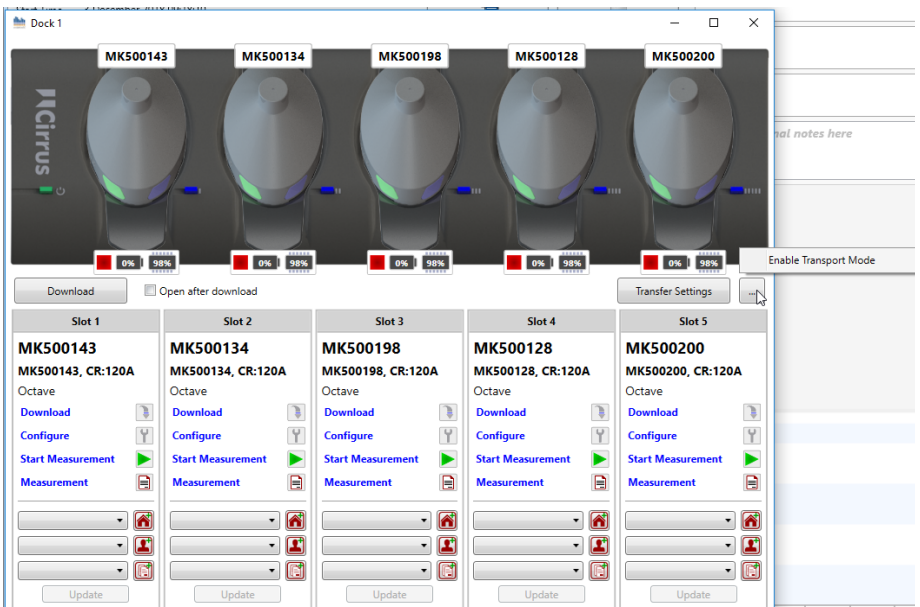 Dock 1
MK500143 MK500134 MK500198 MK500128 MK500200
Cirrus
nal notes here
0% 98% 0% 98% 0% 98% 0% 98% 0% 98%
Enable Transport Mode
Download Open after download Transfer Settings ...
Slot 1 Slot 2 Slot 3 Slot 4 Slot 5
MK500143 MK500134 MK500198 MK500128 MK500200
MK500143, CR:120A MK500134, CR:120A MK500198, CR:120A MK500128, CR:120A MK500200, CR:120A
Octave Octave Octave Octave Octave
Download Download Download Download Download
Configure Configure Configure Configure Configure
Start Measurement Start Measurement Start Measurement Start Measurement Start Measurement
Measurement Measurement Measurement Measurement Measurement
Update Update Update Update Update